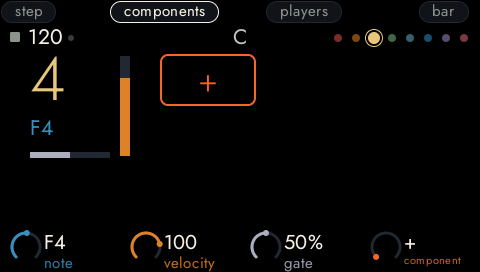 step components players bar
120 C
4
+
F4
F4 100 50% +
note velocity gate component